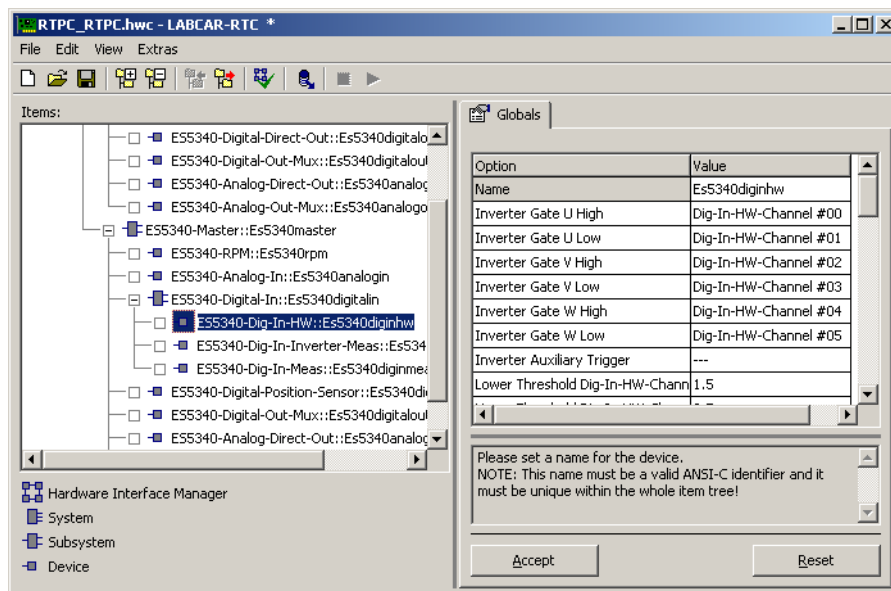 RTPC_RTPC.hwc - LABCAR-RTC *
File Edit View Extras
Items:
ES5340-Digital-Direct-Out::Es5340digitalo
ES5340-Digital-Out-Mux::Es5340digitalou
ES5340-Analog-Direct-Out::Es5340analog
ES5340-Analog-Out-Mux::Es5340analogo
ES5340-Master::Es5340master
ES5340-RPM::Es5340rpm
ES5340-Analog-In::Es5340analogin
ES5340-Digital-In::Es5340digitalin
ES5340-Dig-In-HW::Es5340diginhw
ES5340-Dig-In-Inverter-Meas::Es534
ES5340-Dig-In-Meas::Es5340diginmea
ES5340-Digital-Position-Sensor::Es5340di
ES5340-Digital-Out-Mux::Es5340digitalou
ES5340-Analog-Direct-Out::Es5340analog
Hardware Interface Manager
System
Subsystem
Device
Globals
Option Value
Name Es5340diginhw
Inverter Gate U High Dig-In-HW-Channel #00
Inverter Gate U Low Dig-In-HW-Channel #01
Inverter Gate V High Dig-In-HW-Channel #02
Inverter Gate V Low Dig-In-HW-Channel #03
Inverter Gate W High Dig-In-HW-Channel #04
Inverter Gate W Low Dig-In-HW-Channel #05
Inverter Auxiliary Trigger ---
Lower Threshold Dig-In-HW-Chann 1.5
Please set a name for the device.
NOTE: This name must be a valid ANSI-C identifier and it
must be unique within the whole item tree!
Accept Reset